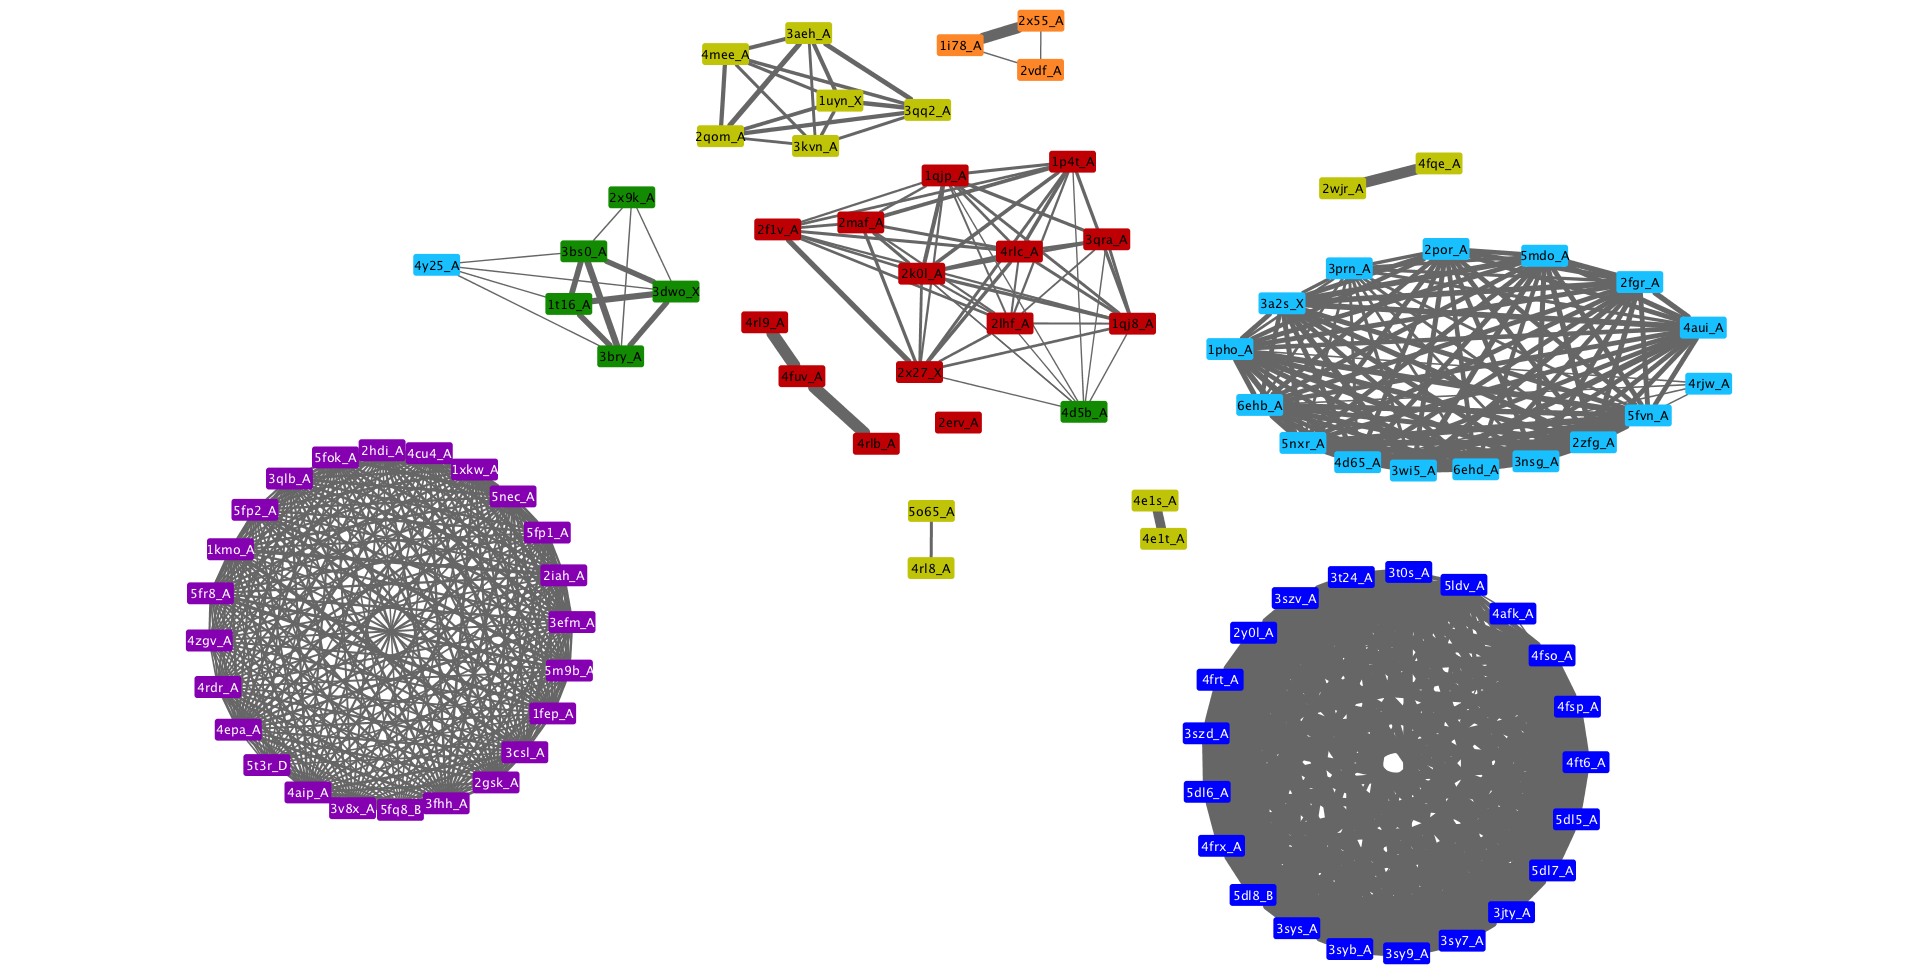 2x55_A
1i78_A
2vdf_A
3aeh_A
4mee_A
1uyn_X
3qq2_A
2qom_A
3kvn_A
4fqe_A
2wjr_A
2x9k_A
3bs0_A
4y25_A
3dwo_X
1t16_A
3bry_A
1p4t_A
1qjp_A
2maf_A
2f1v_A
3qra_A
4rlc_A
2k0l_A
2lhf_A
1qj8_A
2x27_X
4d5b_A
4rl9_A
4fuv_A
4rlb_A
2erv_A
2por_A
5mdo_A
3prn_A
2fgr_A
3a2s_X
4aui_A
1pho_A
4rjw_A
6ehb_A
5fvn_A
5nxr_A
2zfg_A
4d65_A
3wi5_A
6ehd_A
3nsg_A
5o65_A
4rl8_A
4e1s_A
4e1t_A
2hdi_A
4cu4_A
5fok_A
1xkw_A
3qlb_A
5nec_A
5fp2_A
5fp1_A
1kmo_A
2iah_A
5fr8_A
3efm_A
4zgv_A
5m9b_A
4rdr_A
1fep_A
4epa_A
3csl_A
5t3r_D
2gsk_A
4aip_A
3fhh_A
3v8x_A
5fq8_B
3t0s_A
3t24_A
5ldv_A
3szv_A
4afk_A
2y0l_A
4fso_A
4frt_A
4fsp_A
3szd_A
4ft6_A
5dl6_A
5dl5_A
4frx_A
5dl7_A
5dl8_B
3jty_A
3sys_A
3sy7_A
3syb_A
3sy9_A